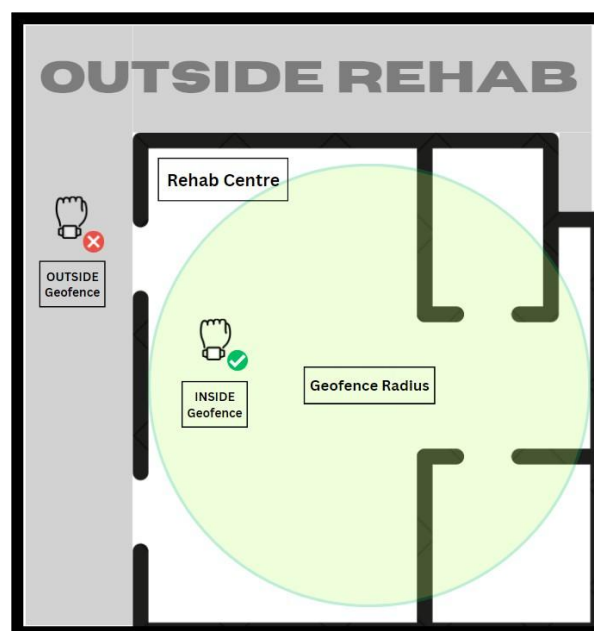 OUTSIDE REHAB
Rehab Centre
OUTSIDE
Geofence
INSIDE
Geofence
Geofence Radius